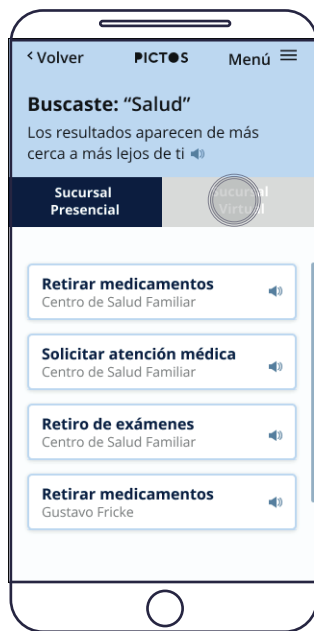 Volver PICTOS Menú
Buscaste: “Salud”
Los resultados aparecen de más
cerca a más lejos de ti
Sucursal
Presencial
Sucursal
Virtual
Retirar medicamentos
Centro de Salud Familiar
Solicitar atención médica
Centro de Salud Familiar
Retiro de exámenes
Centro de Salud Familiar
Retirar medicamentos
Gustavo Fricke